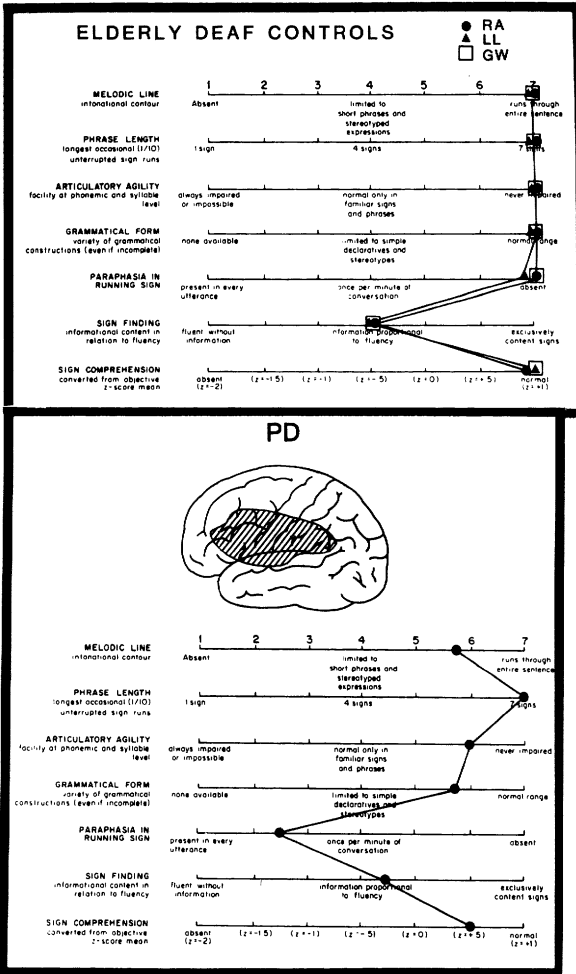 ELDERLY DEAF CONTROLS
RA
LL
GW
1 2 3 4 5 6 7
MELODIC LINE
intonational contour
Absent
limited to
short phrases and
stereotyped
expressions
runs through
entire sentence
PHRASE LENGTH
longest occasional (1/10)
uninterrupted sign runs
1 sign
4 signs
7 signs
ARTICULATORY AGILITY
facility at phonemic and syllable
level
always impaired
or impossible
normal only in
familiar signs
and phrases
never impaired
GRAMMATICAL FORM
variety of grammatical
constructions (even if incomplete)
none available
limited to simple
declaratives and
stereotypes
normal range
PARAPHASIA IN
RUNNING SIGN
present in every
utterance
once per minute of
conversation
absent
SIGN FINDING
informational content in
relation to fluency
fluent without
information
information proportional
to fluency
exclusively
content signs
SIGN COMPREHENSION
converted from objective
z-score mean
absent
(z=-2)
(z=-1.5)
(z=-1)
(z=-5)
(z=0)
(z=+5)
normal
(z=+1)
PD
1 2 3 4 5 6 7
MELODIC LINE
intonational contour
Absent
limited to
short phrases and
stereotyped
expressions
runs through
entire sentence
PHRASE LENGTH
longest occasional (1/10)
uninterrupted sign runs
1 sign
4 signs
7 signs
ARTICULATORY AGILITY
facility at phonemic and syllable
level
always impaired
or impossible
normal only in
familiar signs
and phrases
never impaired
GRAMMATICAL FORM
variety of grammatical
constructions (even if incomplete)
none available
limited to simple
declaratives and
stereotypes
normal range
PARAPHASIA IN
RUNNING SIGN
present in every
utterance
once per minute of
conversation
absent
SIGN FINDING
informational content in
relation to fluency
fluent without
information
information proportional
to fluency
exclusively
content signs
SIGN COMPREHENSION
converted from objective
z-score mean
absent
(z=-2)
(z=-1.5)
(z=-1)
(z=-5)
(z=0)
(z=+5)
normal
(z=+1)